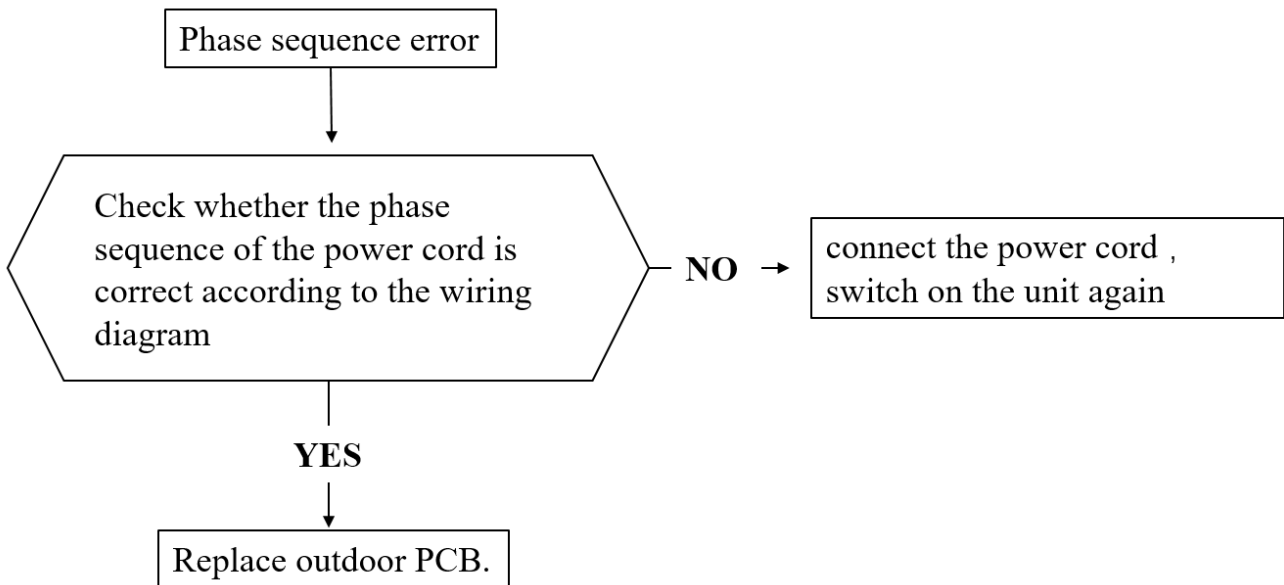 Phase sequence error
Check whether the phase
sequence of the power cord is
correct according to the wiring
diagram
NO
connect the power cord ,
switch on the unit again
YES
Replace outdoor PCB.